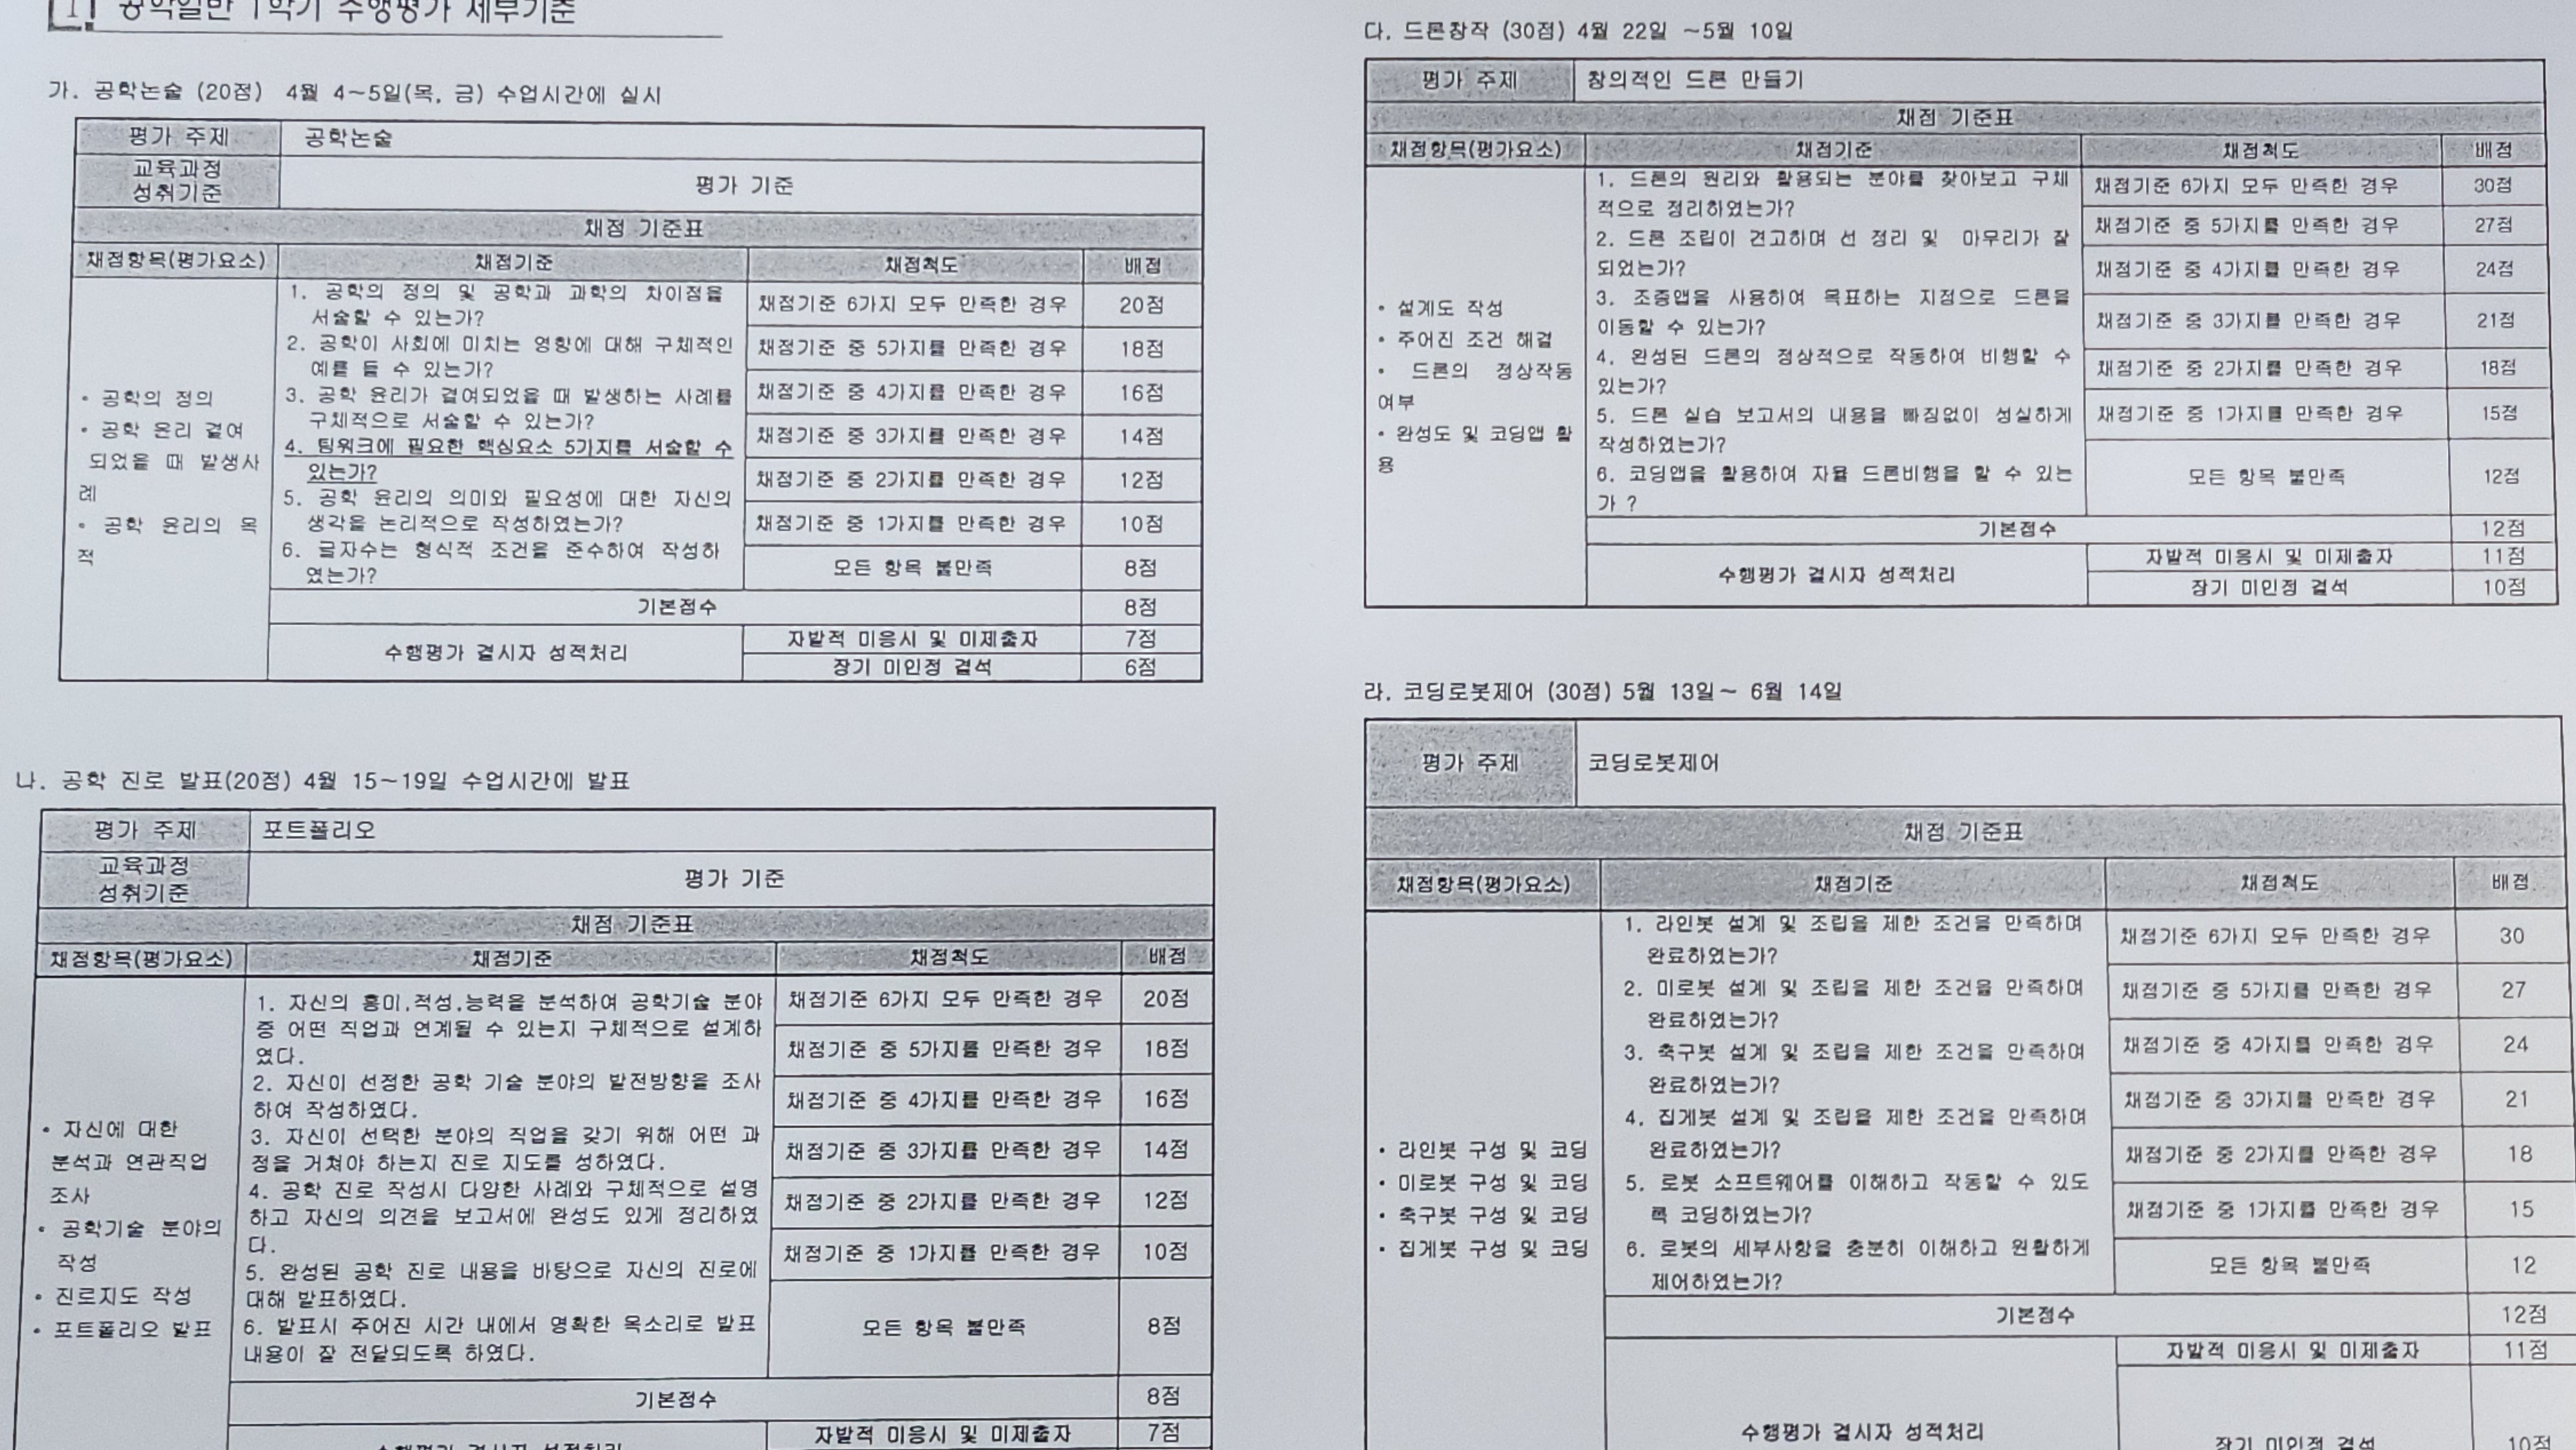 1. 공학일반 1학기 수행평가 세부기준
가. 공학논술 (20점) 4월 4~5일(목, 금) 수업시간에 실시
평가 주제 공학논술
교육과정
성취기준
평가 기준
채점 기준표
채점항목(평가요소) 채점기준 채점척도 배점
• 공학의 정의
• 공학 윤리 결여
되었을 때 발생사
례
• 공학 윤리의 목
적
1. 공학의 정의 및 공학과 과학의 차이점을
서술할 수 있는가?
2. 공학이 사회에 미치는 영향에 대해 구체적인
예를 들 수 있는가?
3. 공학 윤리가 결여되었을 때 발생하는 사례를
구체적으로 서술할 수 있는가?
4. 팀워크에 필요한 핵심요소 5가지를 서술할 수
있는가?
5. 공학 윤리의 의미와 필요성에 대한 자신의
생각을 논리적으로 작성하였는가?
6. 글자수는 형식적 조건을 준수하여 작성하
였는가?
채점기준 6가지 모두 만족한 경우 20점
채점기준 중 5가지를 만족한 경우 18점
채점기준 중 4가지를 만족한 경우 16점
채점기준 중 3가지를 만족한 경우 14점
채점기준 중 2가지를 만족한 경우 12점
채점기준 중 1가지를 만족한 경우 10점
모든 항목 불만족 8점
기본점수 8점
수행평가 결시자 성적처리
자발적 미응시 및 미제출자 7점
장기 미인정 결석 6점
나. 공학 진로 발표(20점) 4월 15~19일 수업시간에 발표
평가 주제 포트폴리오
교육과정
성취기준
평가 기준
채점 기준표
채점항목(평가요소) 채점기준 채점척도 배점
• 자신에 대한
분석과 연관직업
조사
• 공학기술 분야의
작성
• 진로지도 작성
• 포트폴리오 발표
1. 자신의 흥미,적성,능력을 분석하여 공학기술 분야
중 어떤 직업과 연계될 수 있는지 구체적으로 설계하
였다.
2. 자신이 선정한 공학 기술 분야의 발전방향을 조사
하여 작성하였다.
3. 자신이 선택한 분야의 직업을 갖기 위해 어떤 과
정을 거쳐야 하는지 진로 지도를 성하였다.
4. 공학 진로 작성시 다양한 사례와 구체적으로 설명
하고 자신의 의견을 보고서에 완성도 있게 정리하였
다.
5. 완성된 공학 진로 내용을 바탕으로 자신의 진로에
대해 발표하였다.
6. 발표시 주어진 시간 내에서 명확한 목소리로 발표
내용이 잘 전달되도록 하였다.
채점기준 6가지 모두 만족한 경우 20점
채점기준 중 5가지를 만족한 경우 18점
채점기준 중 4가지를 만족한 경우 16점
채점기준 중 3가지를 만족한 경우 14점
채점기준 중 2가지를 만족한 경우 12점
채점기준 중 1가지를 만족한 경우 10점
모든 항목 불만족 8점
기본점수 8점
자발적 미응시 및 미제출자 7점
수행평가 결시자 성적처리
다. 드론창작 (30점) 4월 22일 ~5월 10일
평가 주제 창의적인 드론 만들기
채점 기준표
채점항목(평가요소) 채점기준 채점척도 배점
• 설계도 작성
• 주어진 조건 해결
• 드론의 정상작동
여부
• 완성도 및 코딩앱 활
용
1. 드론의 원리와 활용되는 분야를 찾아보고 구체
적으로 정리하였는가?
2. 드론 조립이 견고하며 선 정리 및 마무리가 잘
되었는가?
3. 조종앱을 사용하여 목표하는 지점으로 드론을
이동할 수 있는가?
4. 완성된 드론의 정상적으로 작동하여 비행할 수
있는가?
5. 드론 실습 보고서의 내용을 빠짐없이 성실하게
작성하였는가?
6. 코딩앱을 활용하여 자율 드론비행을 할 수 있는
가 ?
채점기준 6가지 모두 만족한 경우 30점
채점기준 중 5가지를 만족한 경우 27점
채점기준 중 4가지를 만족한 경우 24점
채점기준 중 3가지를 만족한 경우 21점
채점기준 중 2가지를 만족한 경우 18점
채점기준 중 1가지를 만족한 경우 15점
모든 항목 불만족 12점
기본점수 12점
수행평가 결시자 성적처리
자발적 미응시 및 미제출자 11점
장기 미인정 결석 10점
라. 코딩로봇제어 (30점) 5월 13일~ 6월 14일
평가 주제 코딩로봇제어
채점 기준표
채점항목(평가요소) 채점기준 채점척도 배점
• 라인봇 구성 및 코딩
• 미로봇 구성 및 코딩
• 축구봇 구성 및 코딩
• 집게봇 구성 및 코딩
1. 라인봇 설계 및 조립을 제한 조건을 만족하며
완료하였는가?
2. 미로봇 설계 및 조립을 제한 조건을 만족하며
완료하였는가?
3. 축구봇 설계 및 조립을 제한 조건을 만족하며
완료하였는가?
4. 집게봇 설계 및 조립을 제한 조건을 만족하며
완료하였는가?
5. 로봇 소프트웨어를 이해하고 작동할 수 있도
록 코딩하였는가?
6. 로봇의 세부사항을 충분히 이해하고 원활하게
제어하였는가?
채점기준 6가지 모두 만족한 경우 30
채점기준 중 5가지를 만족한 경우 27
채점기준 중 4가지를 만족한 경우 24
채점기준 중 3가지를 만족한 경우 21
채점기준 중 2가지를 만족한 경우 18
채점기준 중 1가지를 만족한 경우 15
모든 항목 불만족 12
기본점수 12점
자발적 미응시 및 미제출자 11점
수행평가 결시자 성적처리
장기 미인정 결석 10점